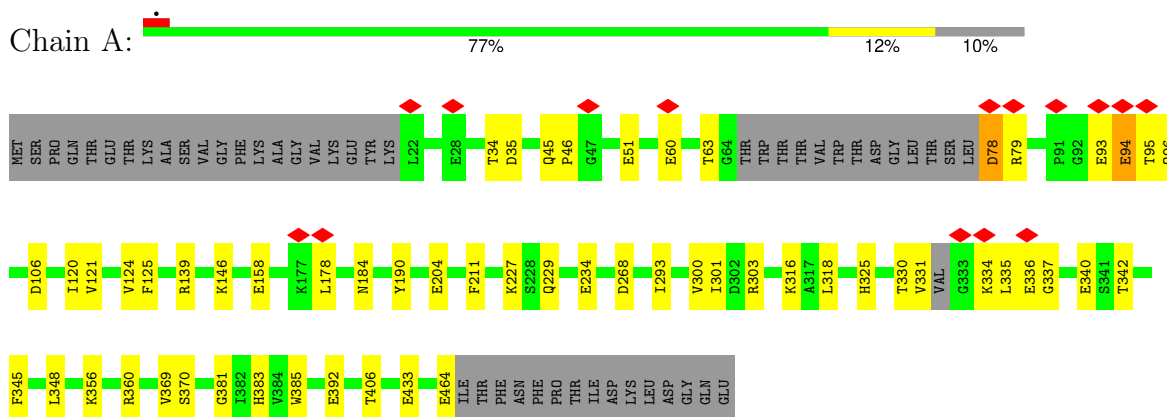 Chain A:
77% 12% 10%
MET SER PRO GLN THR GLU THR LYS ALA SER VAL GLY PHE LYS ALA GLY VAL LYS GLU TYR LYS L22 E28 T34 D35 Q45 P46 G47 E51 E60 T63 G64 THR TRP THR THR VAL TRP THR ASP GLY LEU THR SER LEU D78 R79 P91 G92 E93 E94 T95
D106 I120 V121 V124 F125 R139 K146 E158 K177 L178 N184 Y190 E204 F211 K227 S228 Q229 E234 D268 I293 V300 I301 D302 R303 K316 A317 L318 H325 T330 V331 VAL G333 K334 L335 E336 G337 E340 S341 T342
F345 L348 K356 R360 V369 S370 G381 I382 H383 V384 W385 E392 T406 E433 E464 ILE THR PHE ASN PHE PRO THR ILE ASP LYS LEU ASP GLY GLN GLU